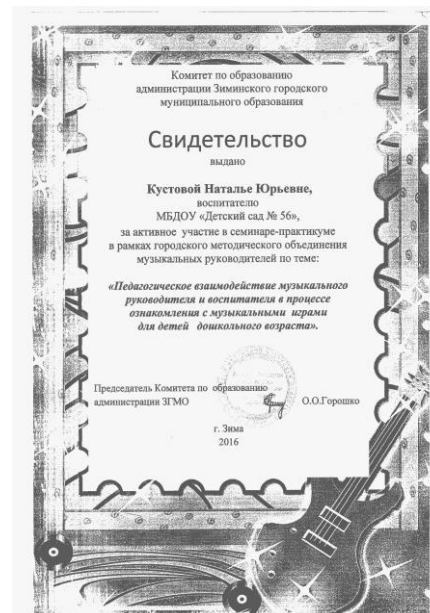 Комитет по образованию
администрации Зиминского городского
муниципального образования
Свидетельство
выдано
Кустовой Наталье Юрьевне,
воспитателю
МБДОУ «Детский сад № 56»,
за активное участие в семинаре-практикуме
в рамках городского методического объединения
музыкальных руководителей по теме:
«Педагогическое взаимодействие музыкального
руководителя и воспитателя в процессе
ознакомления с музыкальными играми
для детей дошкольного возраста».
Председатель Комитета по образованию
администрации ЗГМО О.О.Горошко
г. Зима
2016